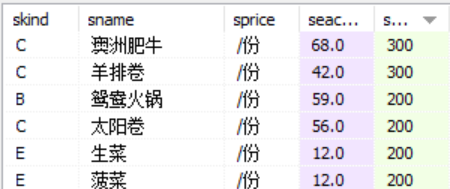 skind sname sprice seac... s...
C 澳洲肥牛 /份 68.0 300
C 羊排卷 /份 42.0 300
B 鸳鸯火锅 /份 59.0 200
C 太阳卷 /份 56.0 200
E 生菜 /份 12.0 200
E 菠菜 /份 12.0 200